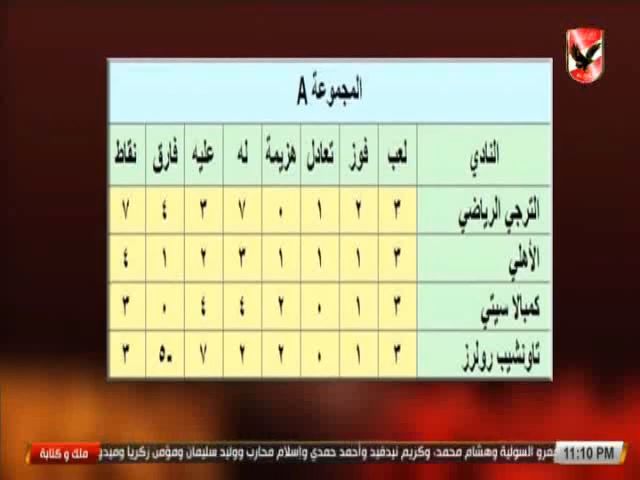 المجموعة A
النادي لعب فوز تعادل هزيمة له عليه فارق نقاط
الترجي الرياضي ٣ ٢ ١ ٠ ٧ ٣ ٤ ٧
الأهلي ٣ ١ ١ ١ ٣ ٢ ١ ٤
كمبالا سيتي ٣ ١ ٠ ٢ ٤ ٤ ٠ ٣
تاونشيب رولرز ٣ ١ ٠ ٢ ٢ ٧ ٥- ٣
11:10 PM
عمرو السولية وهشام محمد، وكريم نيدفيد وأحمد حمدي واسلام محارب ووليد سليمان ومؤمن زكريا وميدو
ملك و كتابة